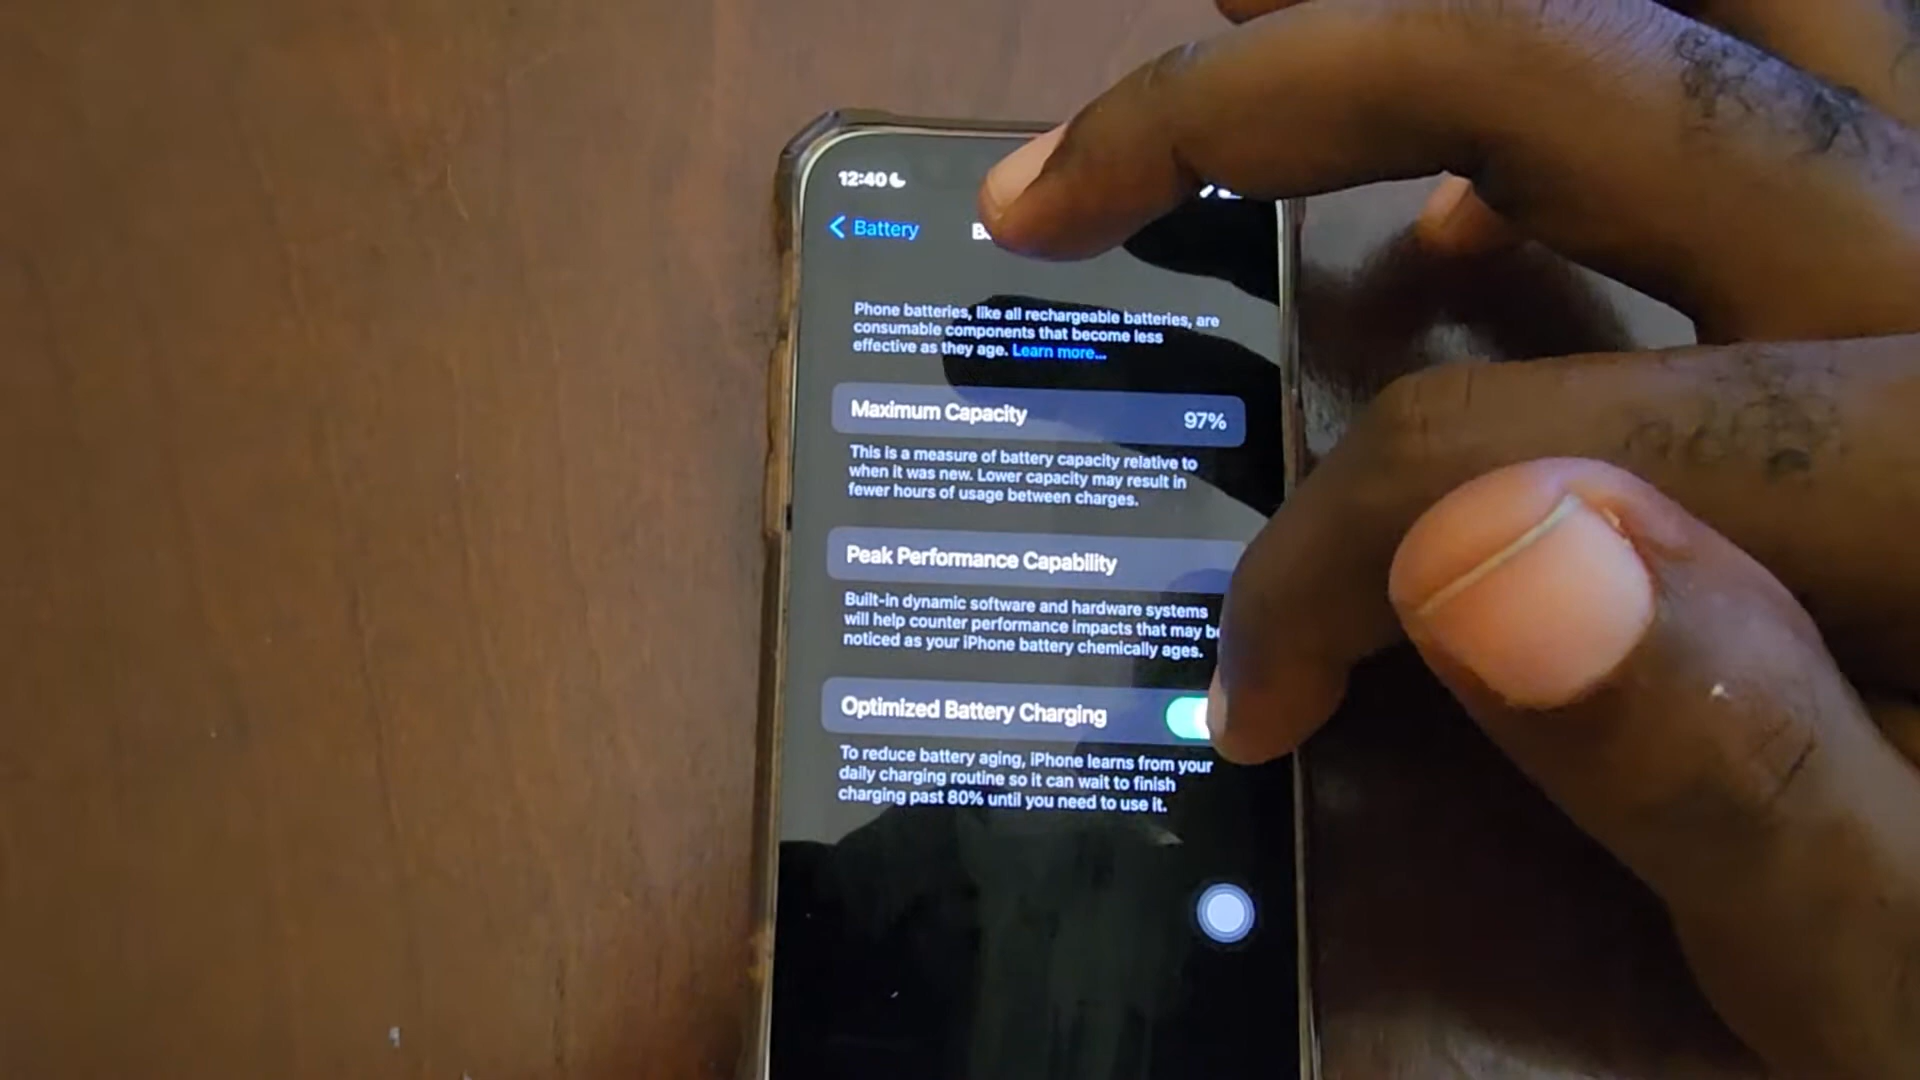 12:40
Battery
Phone batteries, like all rechargeable batteries, are
consumable components that become less
effective as they age. Learn more...
Maximum Capacity 97%
This is a measure of battery capacity relative to
when it was new. Lower capacity may result in
fewer hours of usage between charges.
Peak Performance Capability
Built-in dynamic software and hardware systems
will help counter performance impacts that may be
noticed as your iPhone battery chemically ages.
Optimized Battery Charging
To reduce battery aging, iPhone learns from your
daily charging routine so it can wait to finish
charging past 80% until you need to use it.